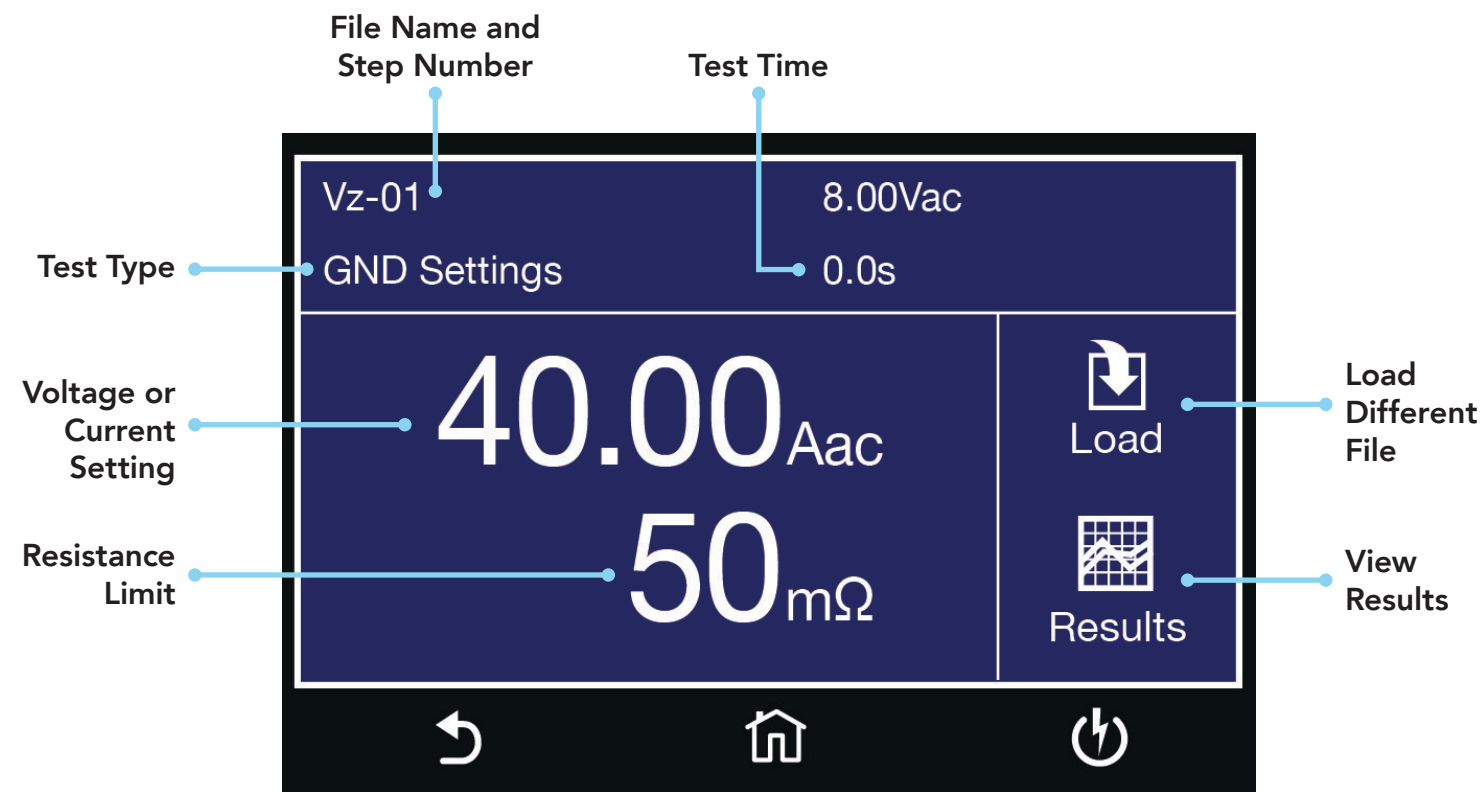 File Name and
Step Number
Test Time
Vz-01
8.00Vac
Test Type
GND Settings
0.0s
Voltage or
Current
Setting
40.00Aac
Load
Load
Different
File
Resistance
Limit
50mΩ
Results
View
Results